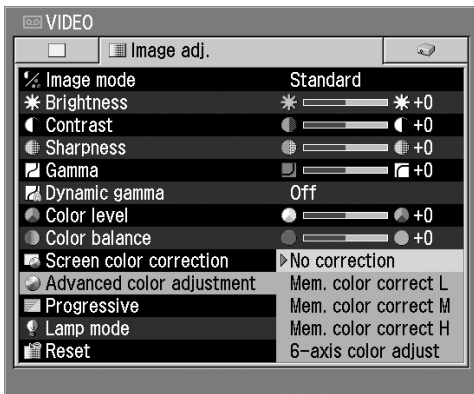 VIDEO
Image adj.
Image mode Standard
Brightness +0
Contrast +0
Sharpness +0
Gamma +0
Dynamic gamma Off
Color level +0
Color balance +0
Screen color correction No correction
Advanced color adjustment Mem. color correct L
Progressive Mem. color correct M
Lamp mode Mem. color correct H
Reset 6-axis color adjust